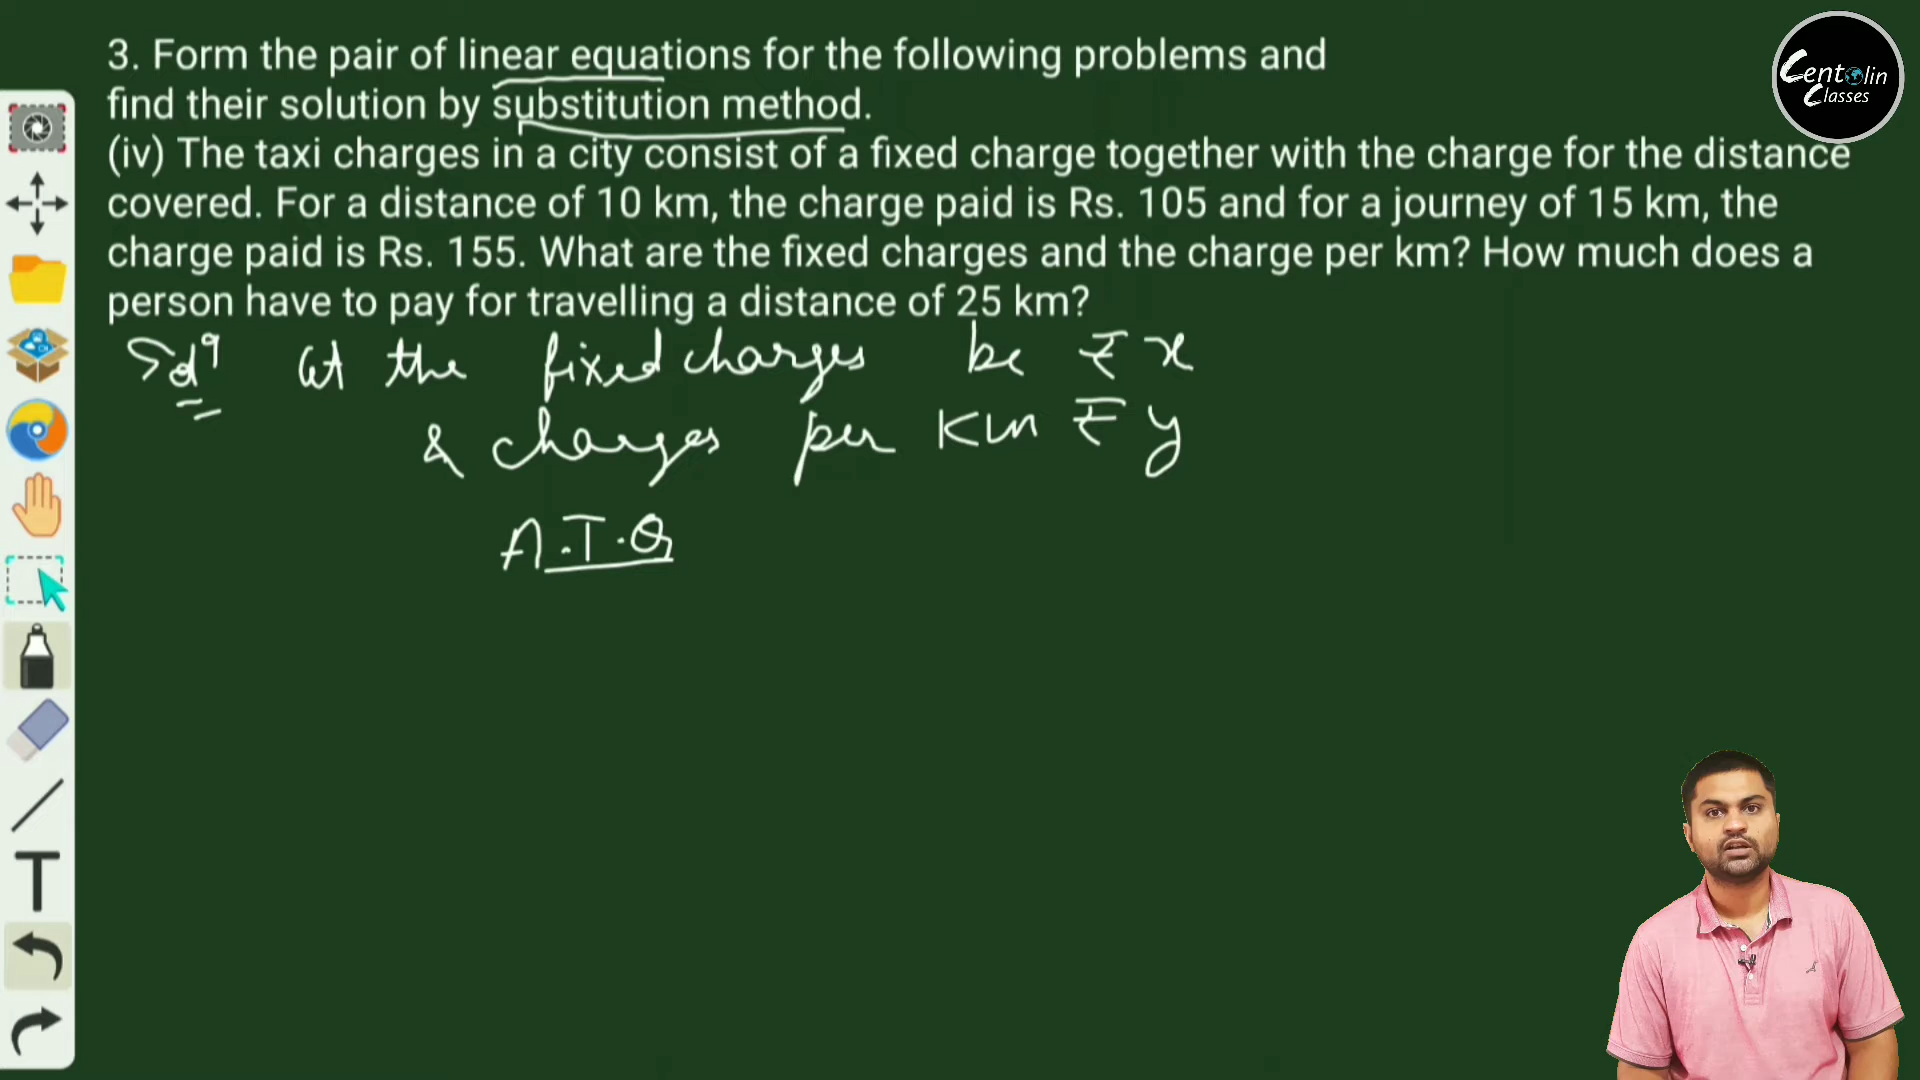 3. Form the pair of linear equations for the following problems and
find their solution by substitution method.
(iv) The taxi charges in a city consist of a fixed charge together with the charge for the distance
covered. For a distance of 10 km, the charge paid is Rs. 105 and for a journey of 15 km, the
charge paid is Rs. 155. What are the fixed charges and the charge per km? How much does a
person have to pay for travelling a distance of 25 km?
Solⁿ let the fixed charges be ₹ x
& charges per Km ₹ y
A.T.Q
Centolin
Classes
T